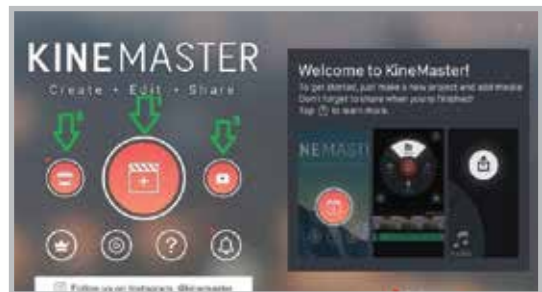 KINEMASTER
Create • Edit • Share
Welcome to KineMaster!
To get started, just make a new project and add media
Don't forget to share when you're finished!
Tap ? to learn more.
NEMAST
?
Follow us on Instagram @kinemaster